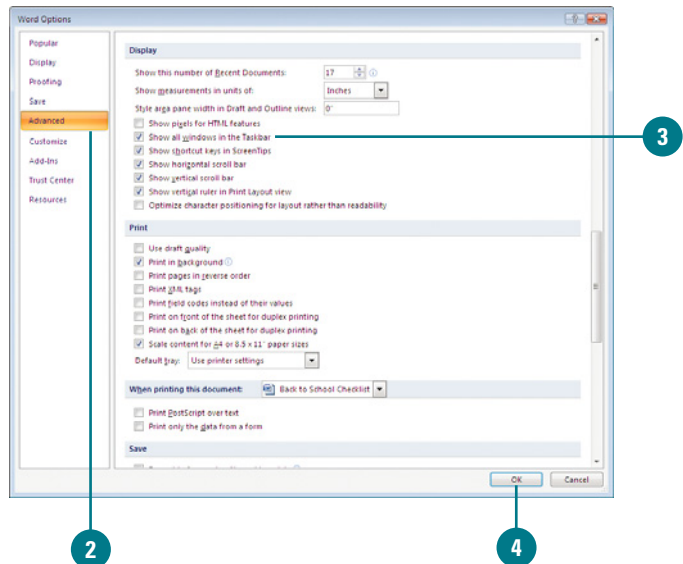 Word Options
Popular
Display
Proofing
Save
Advanced
Customize
Add-Ins
Trust Center
Resources
Display
Show this number of Recent Documents: 17
Show measurements in units of: Inches
Style area pane width in Draft and Outline views: 0"
Show pixels for HTML features
Show all windows in the Taskbar
3
Show shortcut keys in ScreenTips
Show horizontal scroll bar
Show vertical scroll bar
Show vertical ruler in Print Layout view
Optimize character positioning for layout rather than readability
Print
Use draft quality
Print in background
Print pages in reverse order
Print XML tags
Print field codes instead of their values
Print on front of the sheet for duplex printing
Print on back of the sheet for duplex printing
Scale content for A4 or 8.5 x 11" paper sizes
Default tray: Use printer settings
When printing this document: Back to School Checklist
Print PostScript over text
Print only the data from a form
Save
OK Cancel
2
4